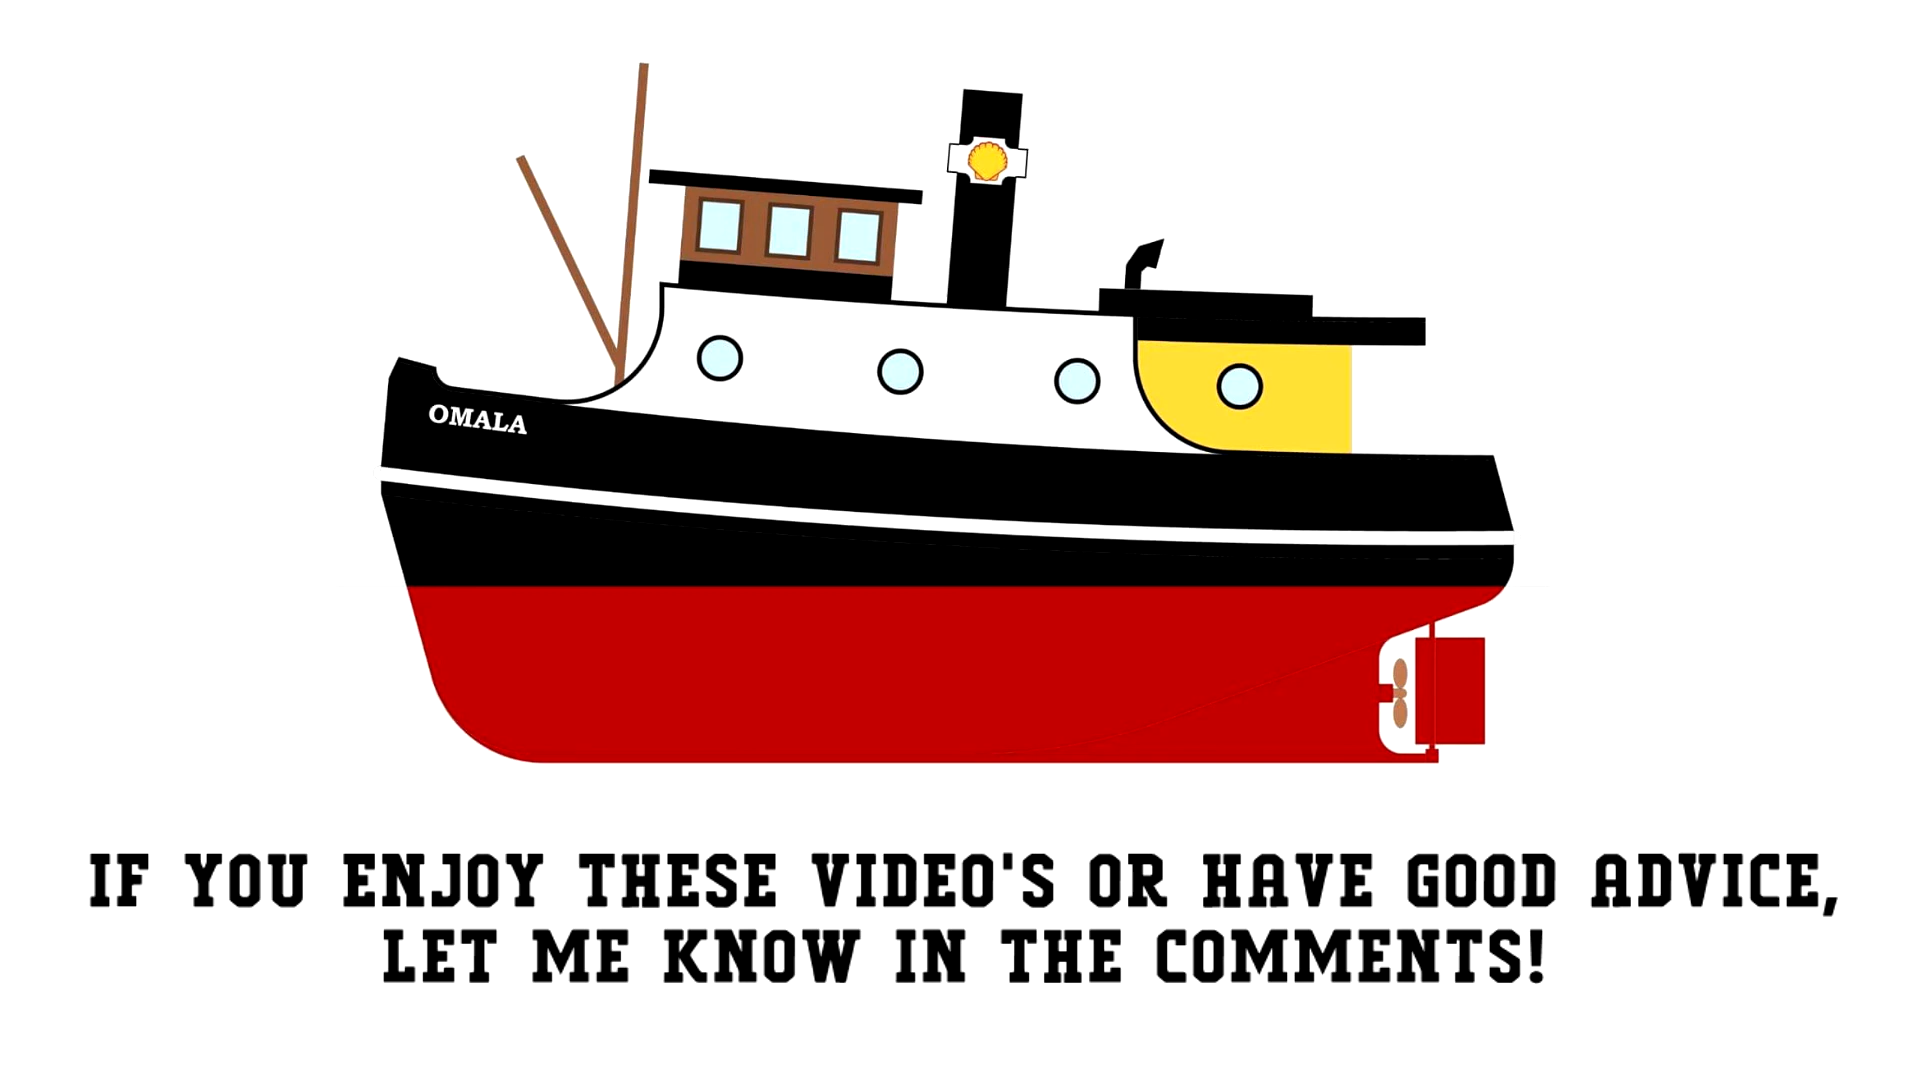 OMALA
IF YOU ENJOY THESE VIDEO'S OR HAVE GOOD ADVICE,
LET ME KNOW IN THE COMMENTS!